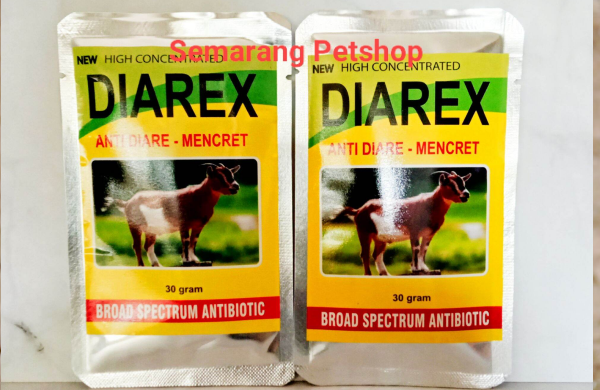 Semarang Petshop
NEW HIGH CONCENTRATED
DIAREX
ANTI DIARE - MENCRET
30 gram
BROAD SPECTRUM ANTIBIOTIC
NEW HIGH CONCENTRATED
DIAREX
ANTI DIARE - MENCRET
30 gram
BROAD SPECTRUM ANTIBIOTIC